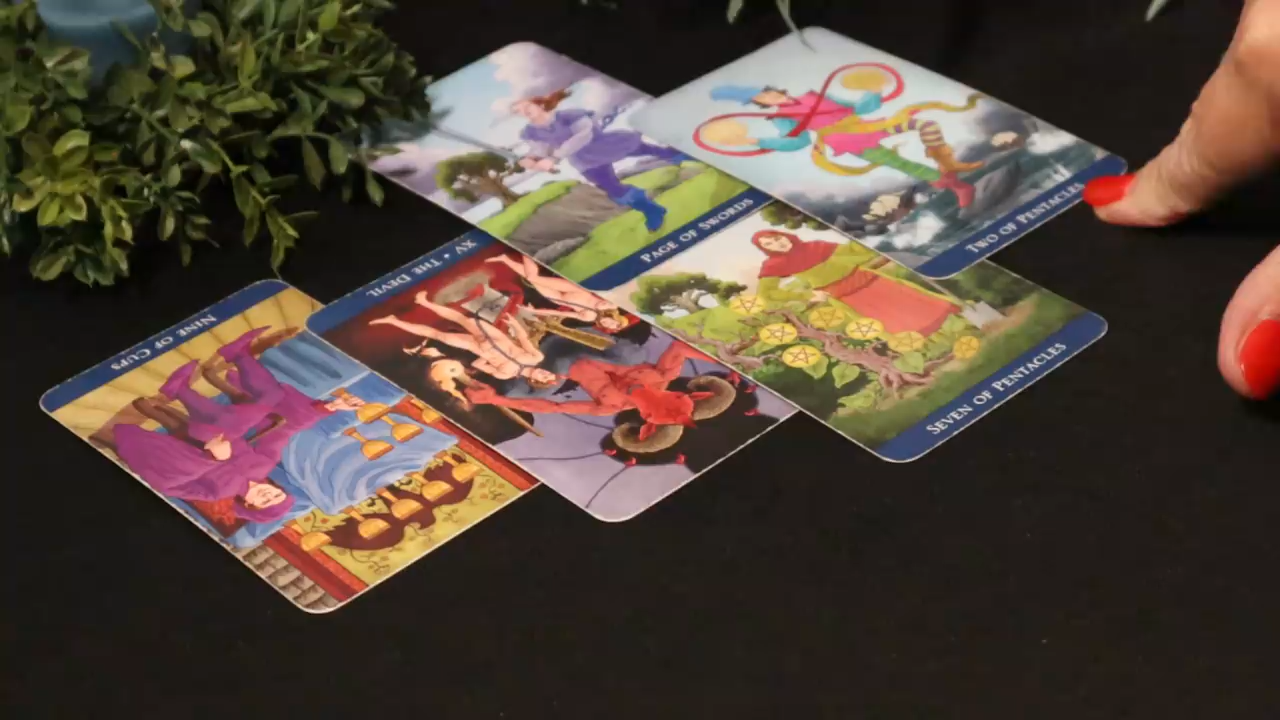 PAGE OF SWORDS
TWO OF PENTACLES
XV • THE DEVIL
NINE OF CUPS
SEVEN OF PENTACLES